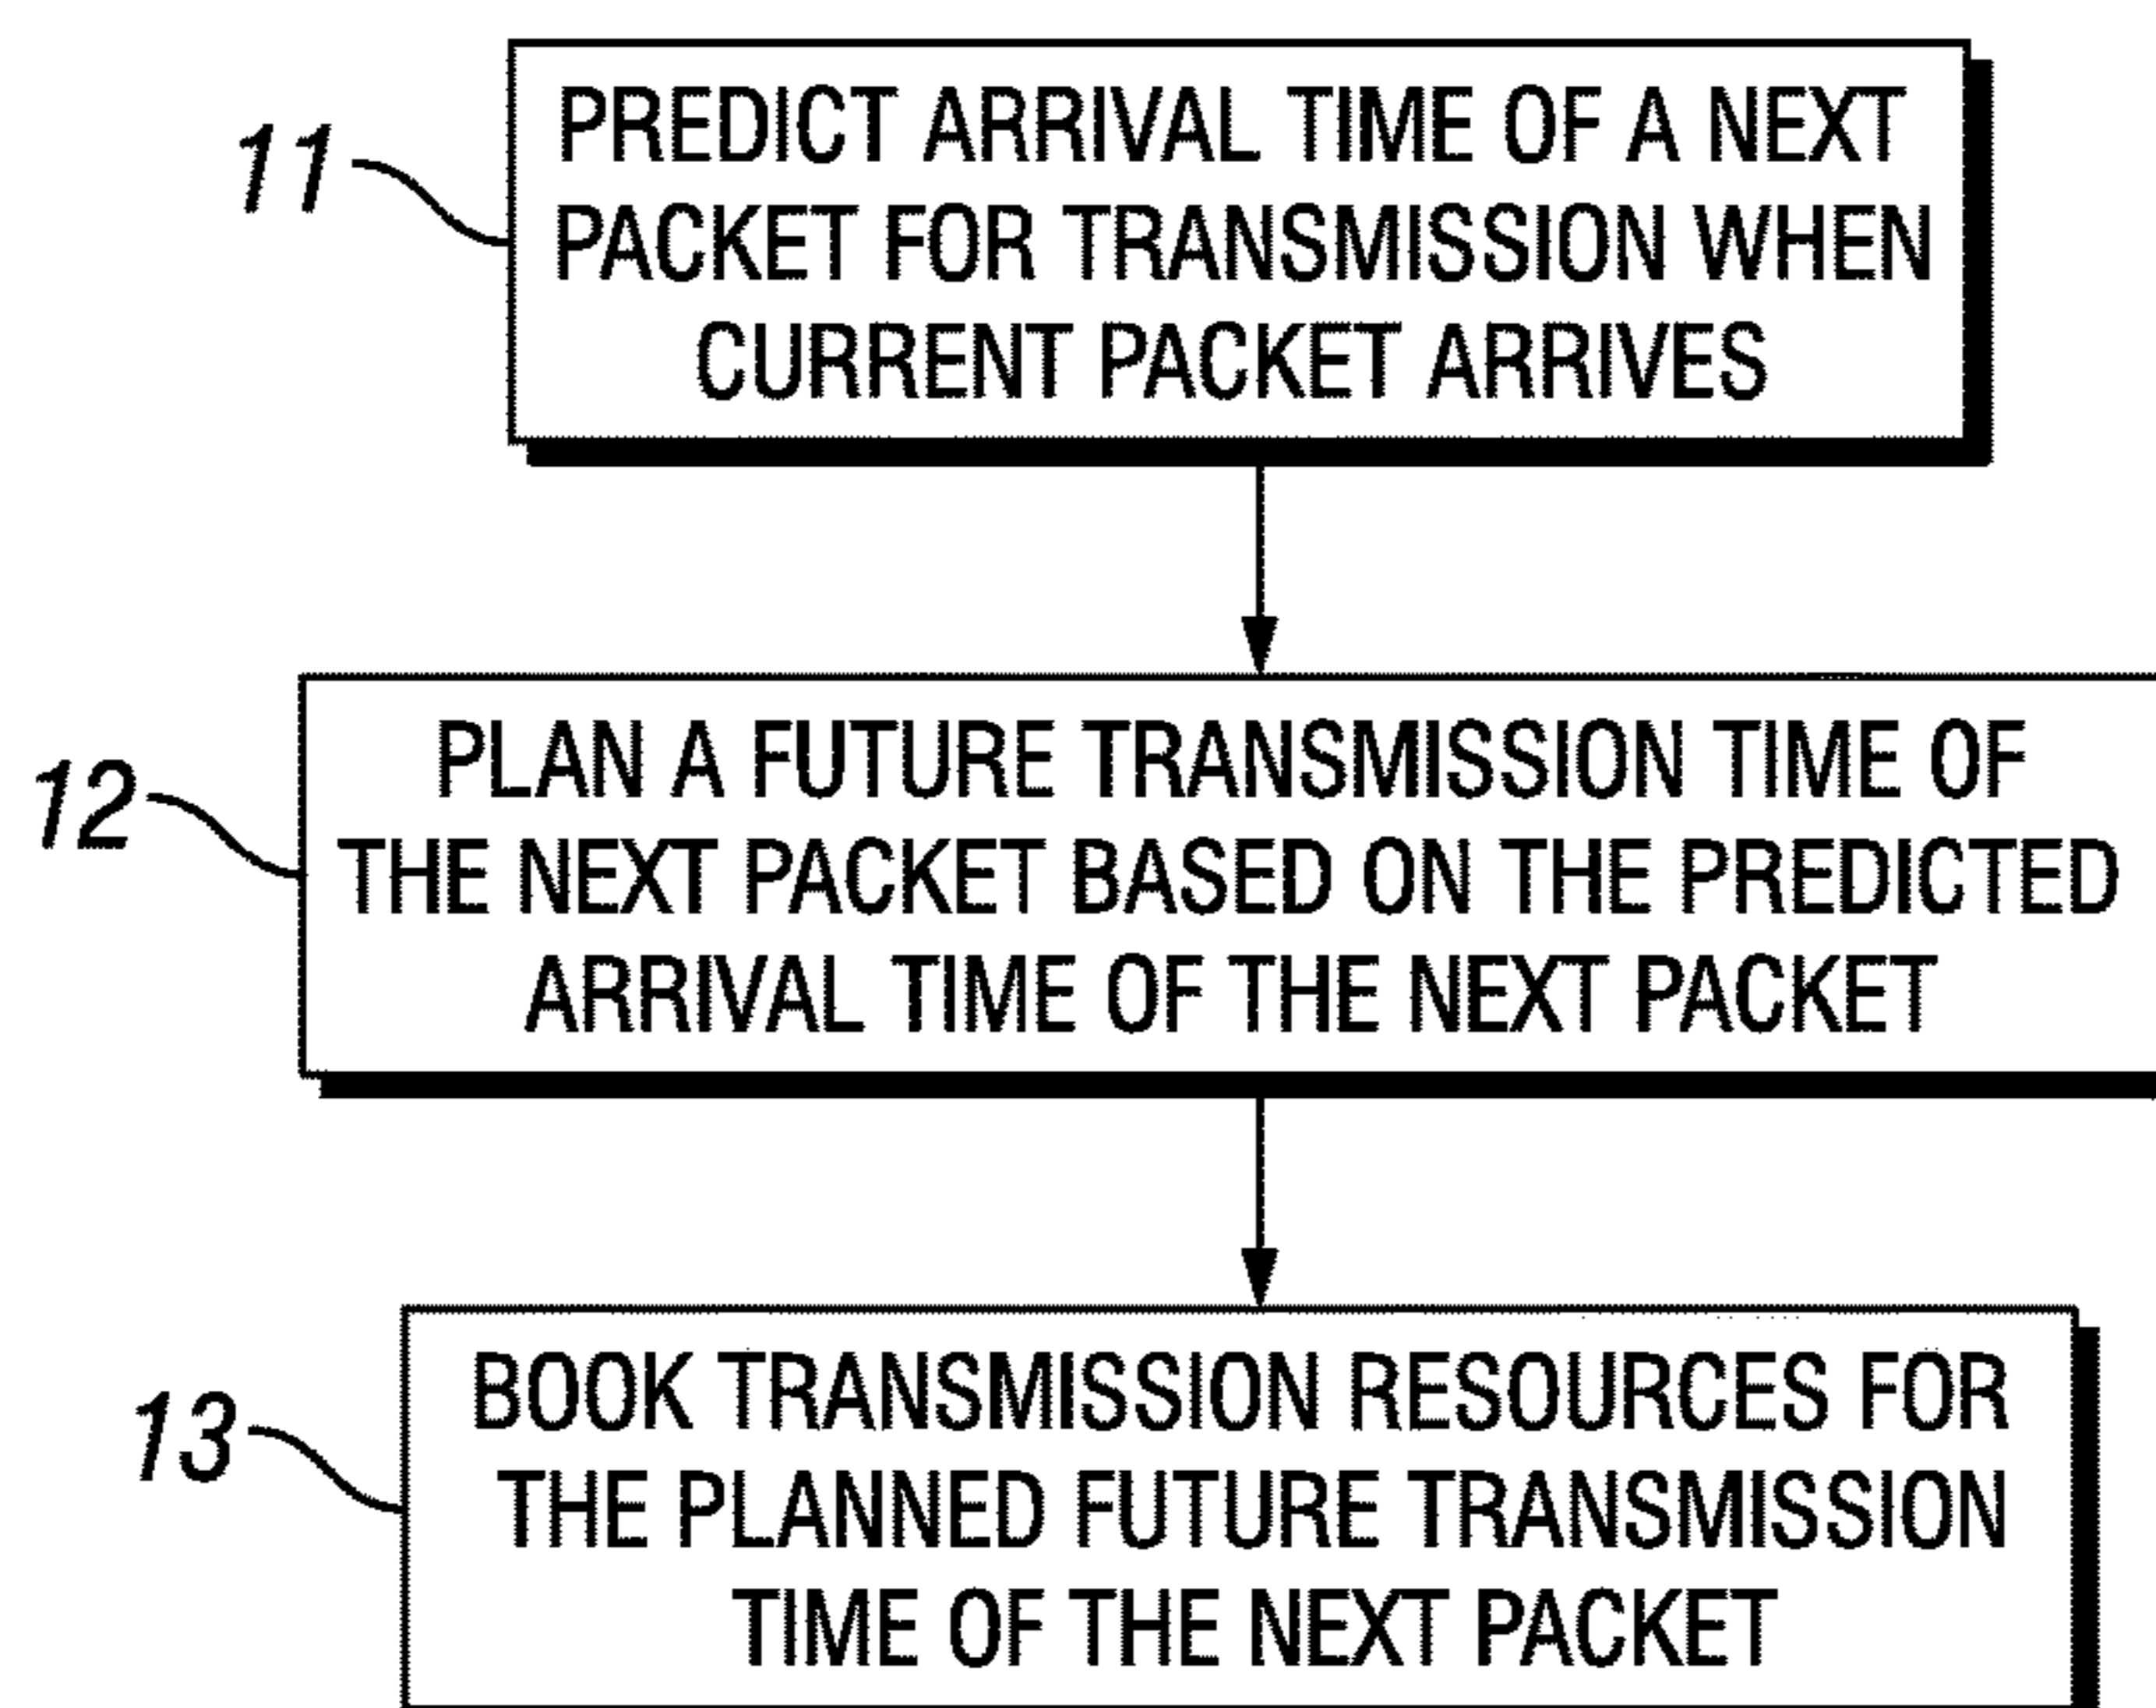 11
PREDICT ARRIVAL TIME OF A NEXT
PACKET FOR TRANSMISSION WHEN
CURRENT PACKET ARRIVES
12
PLAN A FUTURE TRANSMISSION TIME OF
THE NEXT PACKET BASED ON THE PREDICTED
ARRIVAL TIME OF THE NEXT PACKET
13
BOOK TRANSMISSION RESOURCES FOR
THE PLANNED FUTURE TRANSMISSION
TIME OF THE NEXT PACKET